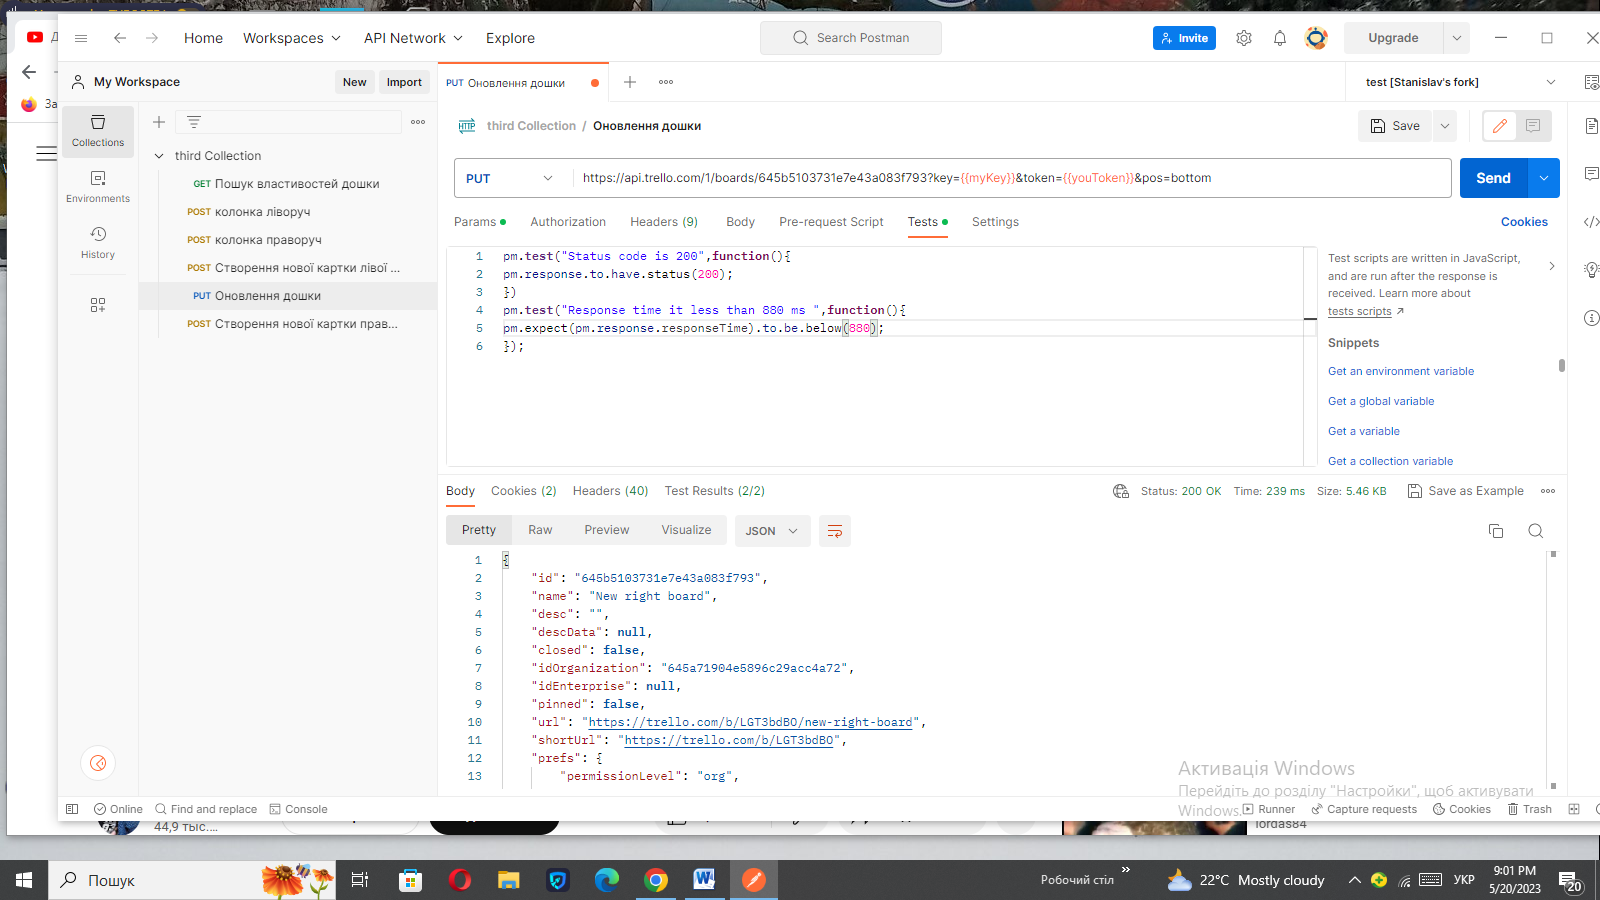 Home
Workspaces
API Network
Explore
Search Postman
Invite
Upgrade
My Workspace
New
Import
PUT Оновлення дошки
test [Stanislav's fork]
За
Collections
Environments
History
third Collection
GET Пошук властивостей дошки
POST колонка ліворуч
POST колонка праворуч
POST Створення нової картки лівої ...
PUT Оновлення дошки
POST Створення нової картки прав...
HTTP third Collection / Оновлення дошки
Save
PUT
https://api.trello.com/1/boards/645b5103731e7e43a083f793?key={{myKey}}&token={{youToken}}&pos=bottom
Send
Params
Authorization
Headers (9)
Body
Pre-request Script
Tests
Settings
Cookies
1 pm.test("Status code is 200",function(){
2 pm.response.to.have.status(200);
3 })
4 pm.test("Response time it less than 880 ms ",function(){
5 pm.expect(pm.response.responseTime).to.be.below(880);
6 });
Test scripts are written in JavaScript,
and are run after the response is
received. Learn more about
tests scripts
Snippets
Get an environment variable
Get a global variable
Get a variable
Get a collection variable
Body
Cookies (2)
Headers (40)
Test Results (2/2)
Status: 200 OK
Time: 239 ms
Size: 5.46 KB
Save as Example
Pretty
Raw
Preview
Visualize
JSON
1 {
2 "id": "645b5103731e7e43a083f793",
3 "name": "New right board",
4 "desc": "",
5 "descData": null,
6 "closed": false,
7 "idOrganization": "645a71904e5896c29acc4a72",
8 "idEnterprise": null,
9 "pinned": false,
10 "url": "https://trello.com/b/LGT3bdBO/new-right-board",
11 "shortUrl": "https://trello.com/b/LGT3bdBO",
12 "prefs": {
13 "permissionLevel": "org",
Активація Windows
Перейдіть до розділу "Настройки", щоб активувати
Windows.
Online
Find and replace
Console
Runner
Capture requests
Cookies
Trash
44,9 тыс....
lordas84
Пошук
Робочий стіл
22°C Mostly cloudy
УКР
9:01 PM
5/20/2023
20